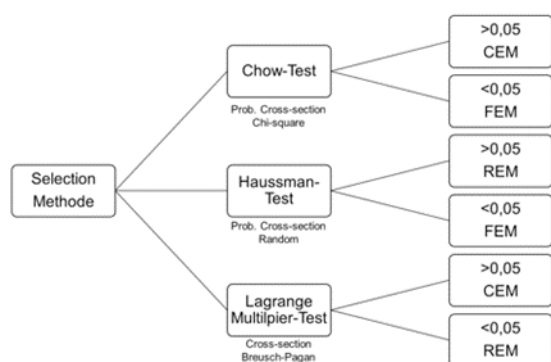 Selection
Methode
Chow-Test
Prob. Cross-section
Chi-square
>0,05
CEM
<0,05
FEM
Haussman-
Test
Prob. Cross-section
Random
>0,05
REM
<0,05
FEM
Lagrange
Multilpier-Test
Cross-section
Breusch-Pagan
>0,05
CEM
<0,05
REM